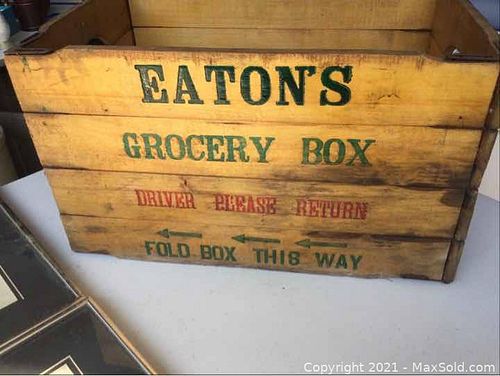 EATON'S
GROCERY BOX
DRIVER PLEASE RETURN
FOLD BOX THIS WAY
Copyright 2021 - MaxSold.com